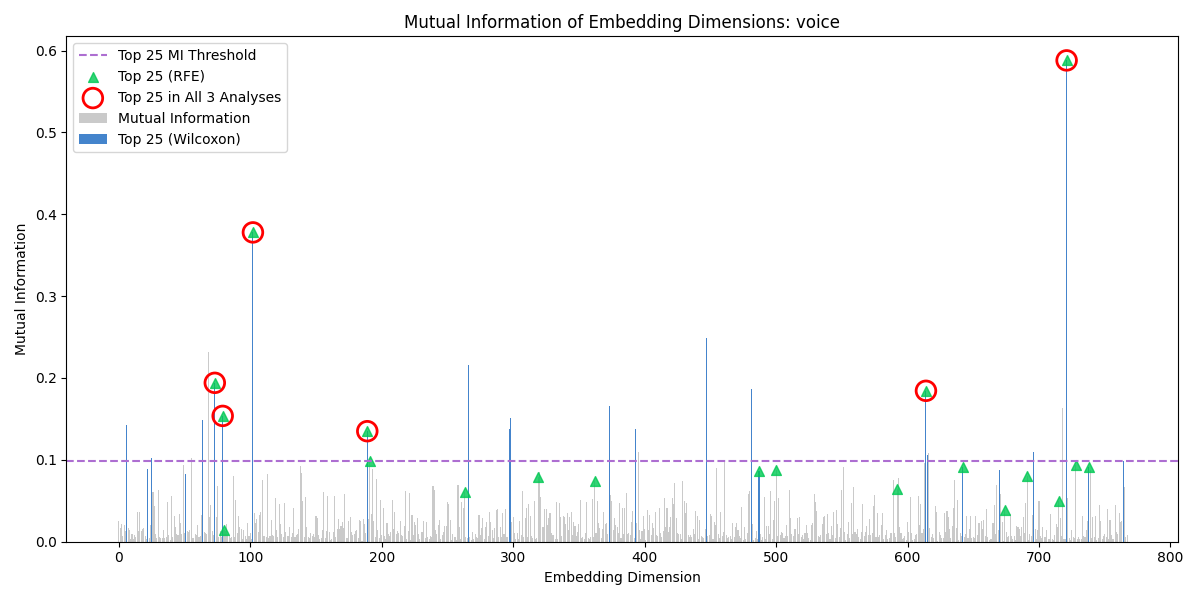 Mutual Information of Embedding Dimensions: voice
Top 25 MI Threshold
Top 25 (RFE)
Top 25 in All 3 Analyses
Mutual Information
Top 25 (Wilcoxon)
Mutual Information
0.6
0.5
0.4
0.3
0.2
0.1
0.0
0 100 200 300 400 500 600 700 800
Embedding Dimension